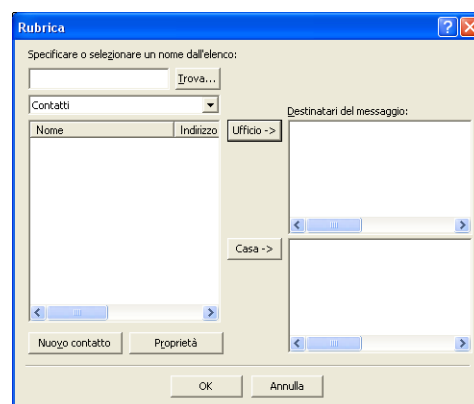 Rubrica
Specificare o selezionare un nome dall'elenco:
Trova...
Contatti
Destinatari del messaggio:
Nome Indirizzo
Ufficio ->
Casa ->
Nuovo contatto Proprietà
OK Annulla